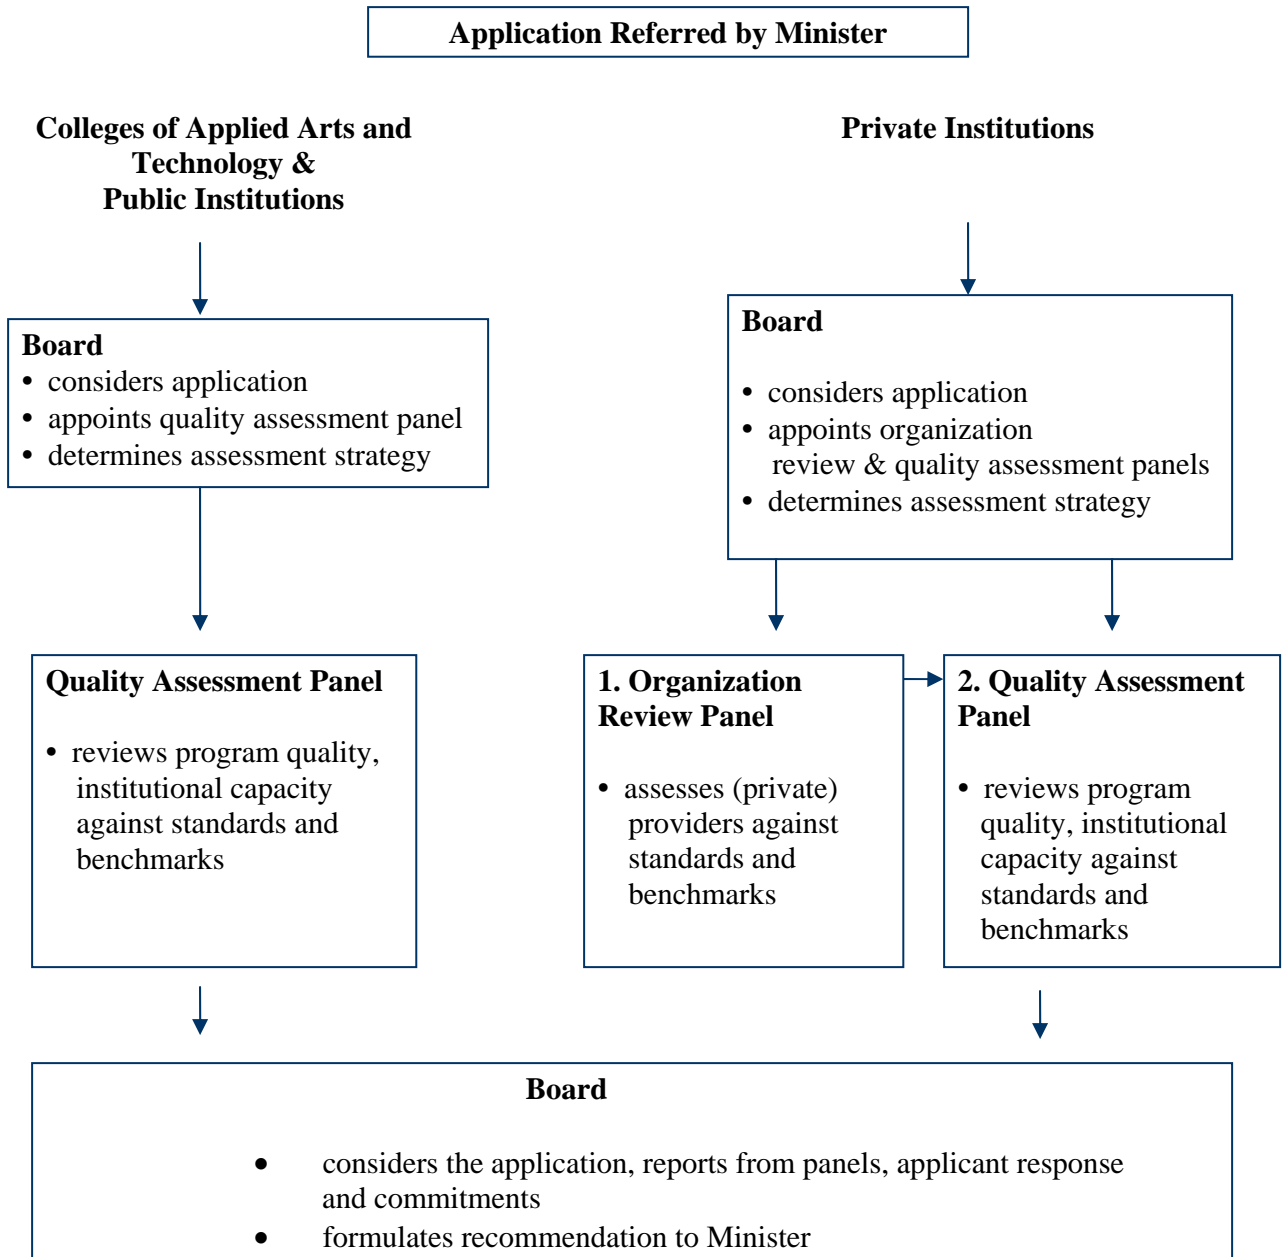 Application Referred by Minister
Colleges of Applied Arts and
Technology &
Public Institutions
Private Institutions
Board
• considers application
• appoints quality assessment panel
• determines assessment strategy
Board
• considers application
• appoints organization
review & quality assessment panels
• determines assessment strategy
Quality Assessment Panel
• reviews program quality,
institutional capacity
against standards and
benchmarks
1. Organization
Review Panel
• assesses (private)
providers against
standards and
benchmarks
2. Quality Assessment
Panel
• reviews program
quality, institutional
capacity against
standards and
benchmarks
Board
• considers the application, reports from panels, applicant response
and commitments
• formulates recommendation to Minister